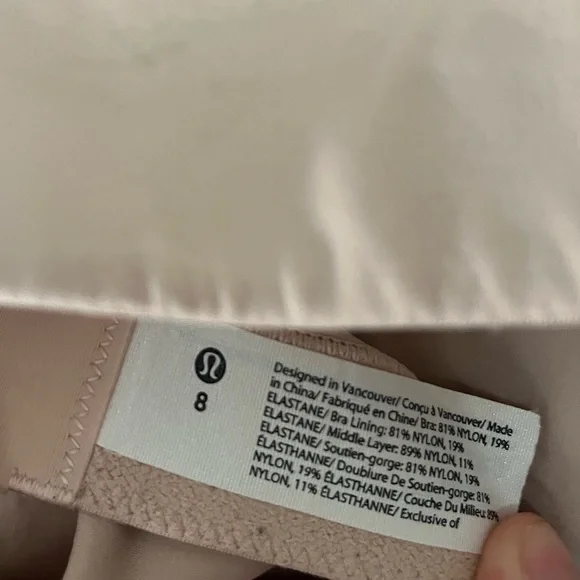 8
Designed in Vancouver/ Conçu à Vancouver/ Made
in China/ Fabriqué en Chine/ Bra: 81% NYLON, 19%
ELASTANE/ Bra Lining: 81% NYLON, 19%
ELASTANE/ Middle Layer: 89% NYLON, 11%
ELASTANE/ Soutien-gorge: 81% NYLON, 19%
ÉLASTHANNE/ Doublure De Soutien-gorge: 81%
NYLON, 19% ÉLASTHANNE/ Couche Du Milieu: 89%
NYLON, 11% ÉLASTHANNE/ Exclusive of